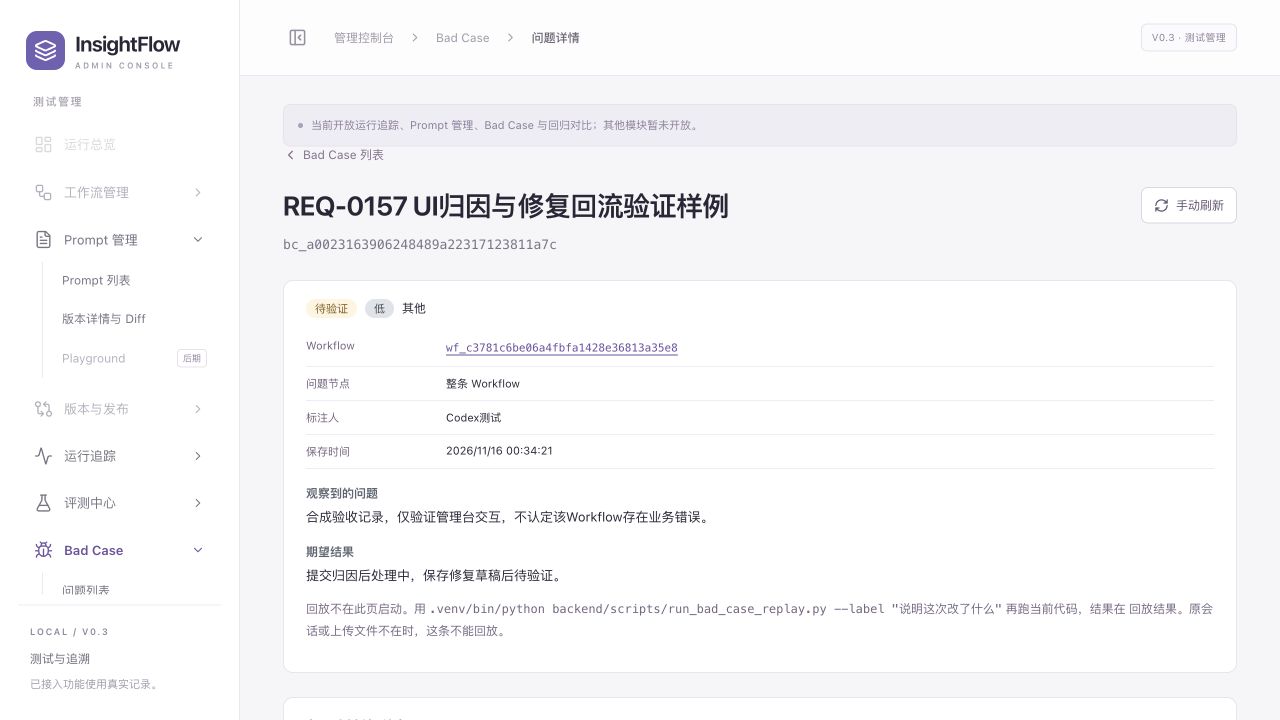 InsightFlow
ADMIN CONSOLE
测试管理
运行总览
工作流管理
Prompt 管理
Prompt 列表
版本详情与 Diff
Playground
后期
版本与发布
运行追踪
评测中心
Bad Case
问题列表
LOCAL / V0.3
测试与追溯
已接入功能使用真实记录。
管理控制台
Bad Case
问题详情
V0.3 · 测试管理
当前开放运行追踪、Prompt 管理、Bad Case 与回归对比；其他模块暂未开放。
Bad Case 列表
REQ-0157 UI归因与修复回流验证样例
手动刷新
bc_a0023163906248489a22317123811a7c
待验证 低 其他
Workflow wf_c3781c6be06a4fbfa1428e36813a35e8
问题节点 整条 Workflow
标注人 Codex测试
保存时间 2026/11/16 00:34:21
观察到的问题
合成验收记录，仅验证管理台交互，不认定该Workflow存在业务错误。
期望结果
提交归因后处理中，保存修复草稿后待验证。
回放不在此页启动。用 .venv/bin/python backend/scripts/run_bad_case_replay.py --label "说明这次改了什么" 再跑当前代码，结果在 回放结果。原会
话或上传文件不在时，这条不能回放。